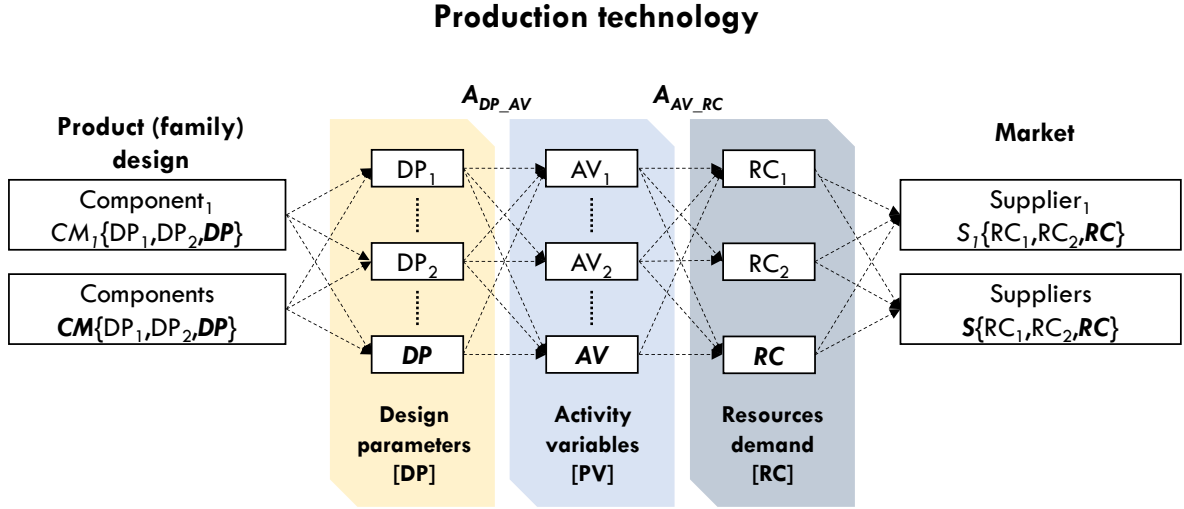 Production technology
A_DP_AV
A_AV_RC
Product (family)
design
Market
Component₁
CM₁{DP₁,DP₂,DP}
Components
CM{DP₁,DP₂,DP}
DP₁
DP₂
DP
Design
parameters
[DP]
AV₁
AV₂
AV
Activity
variables
[PV]
RC₁
RC₂
RC
Resources
demand
[RC]
Supplier₁
S₁{RC₁,RC₂,RC}
Suppliers
S{RC₁,RC₂,RC}